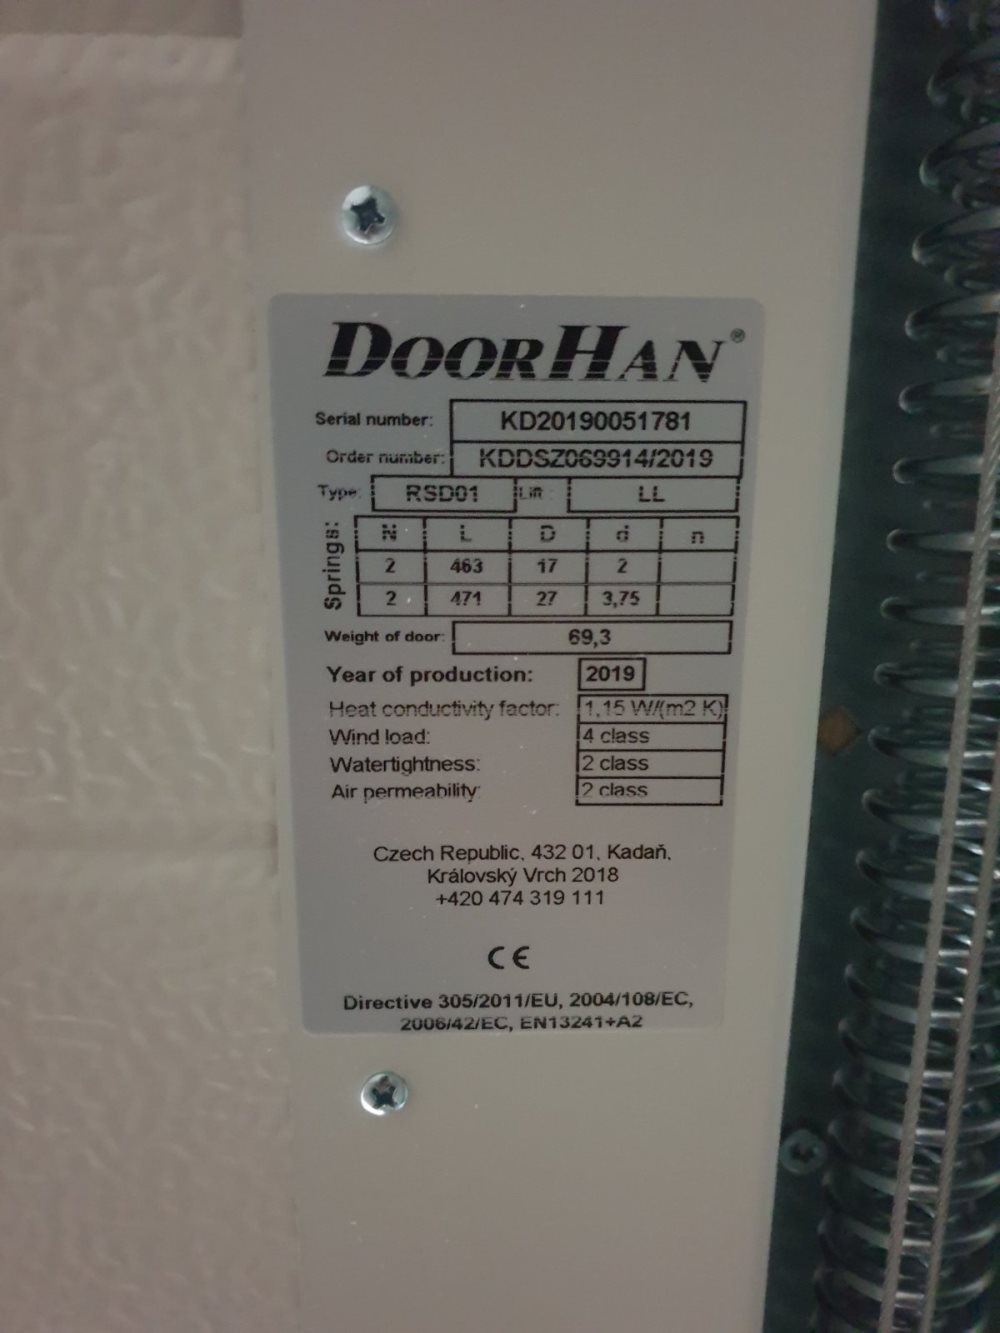 DOORHAN®
Serial number: KD20190051781
Order number: KDDSZ069914/2019
Type: RSD01 Lift : LL
Springs:
N L D d n
2 463 17 2
2 471 27 3,75
Weight of door: 69,3
Year of production: 2019
Heat conductivity factor: 1,15 W/(m2 K)
Wind load: 4 class
Watertightness: 2 class
Air permeability: 2 class
Czech Republic, 432 01, Kadaň,
Královský Vrch 2018
+420 474 319 111
CE
Directive 305/2011/EU, 2004/108/EC,
2006/42/EC, EN13241+A2